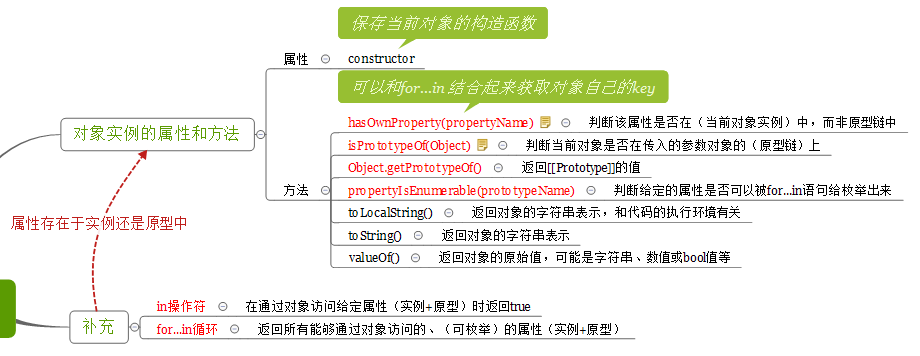 保存当前对象的构造函数
属性 constructor
可以和for...in 结合起来获取对象自己的key
对象实例的属性和方法
hasOwnProperty(propertyName) 判断该属性是否在（当前对象实例）中，而非原型链中
isPrototypeOf(Object) 判断当前对象是否在传入的参数对象的（原型链）上
Object.getPrototypeOf() 返回[[Prototype]]的值
方法 propertyIsEnumerable(prototypeName) 判断给定的属性是否可以被for...in语句给枚举出来
toLocalString() 返回对象的字符串表示，和代码的执行环境有关
toString() 返回对象的字符串表示
valueOf() 返回对象的原始值，可能是字符串、数值或bool值等
属性存在于实例还是原型中
补充
in操作符 在通过对象访问给定属性（实例+原型）时返回true
for...in循环 返回所有能够通过对象访问的、（可枚举）的属性（实例+原型）